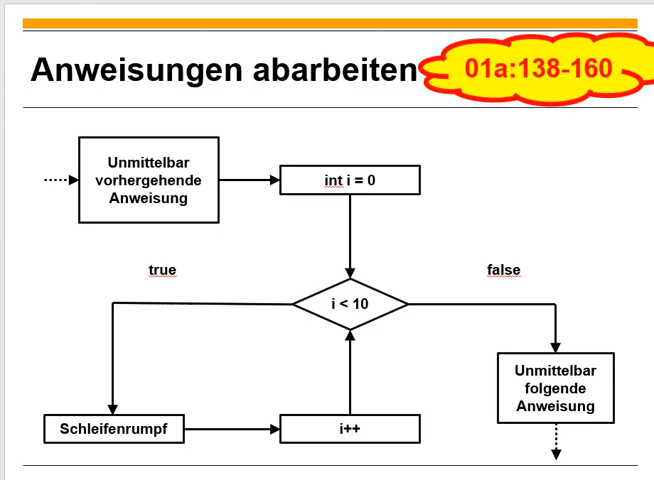 Anweisungen abarbeiten
01a:138-160
Unmittelbar
vorhergehende
Anweisung
int i = 0
true
false
i < 10
Unmittelbar
folgende
Anweisung
Schleifenrumpf
i++